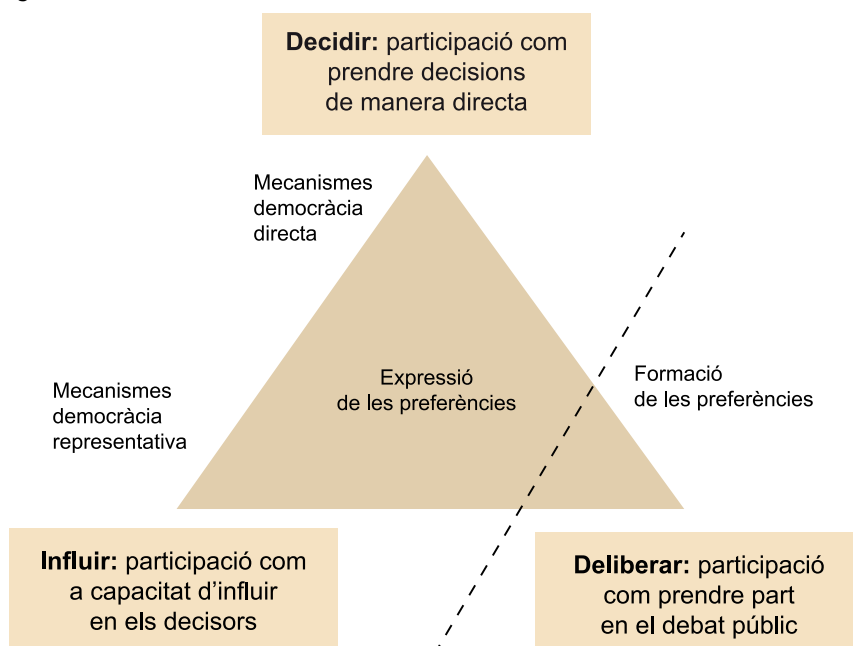 Decidir: participació com
prendre decisions
de manera directa
Mecanismes
democràcia
directa
Expressió
de les preferències
Formació
de les preferències
Mecanismes
democràcia
representativa
Influir: participació com
a capacitat d'influir
en els decisors
Deliberar: participació
com prendre part
en el debat públic